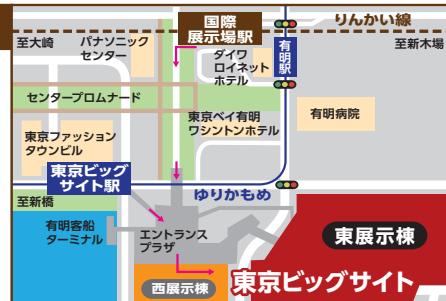 国際
展示場駅
りんかい線
至大崎
パナソニック
センター
有明駅
至新木場
ダイワ
ロイネット
ホテル
センタープロムナード
東京ベイ有明
ワシントンホテル
有明病院
東京ファッション
タウンビル
東京ビッグ
サイト駅
ゆりかもめ
至新橋
有明客船
ターミナル
エントランス
プラザ
東展示棟
西展示棟
東京ビッグサイト